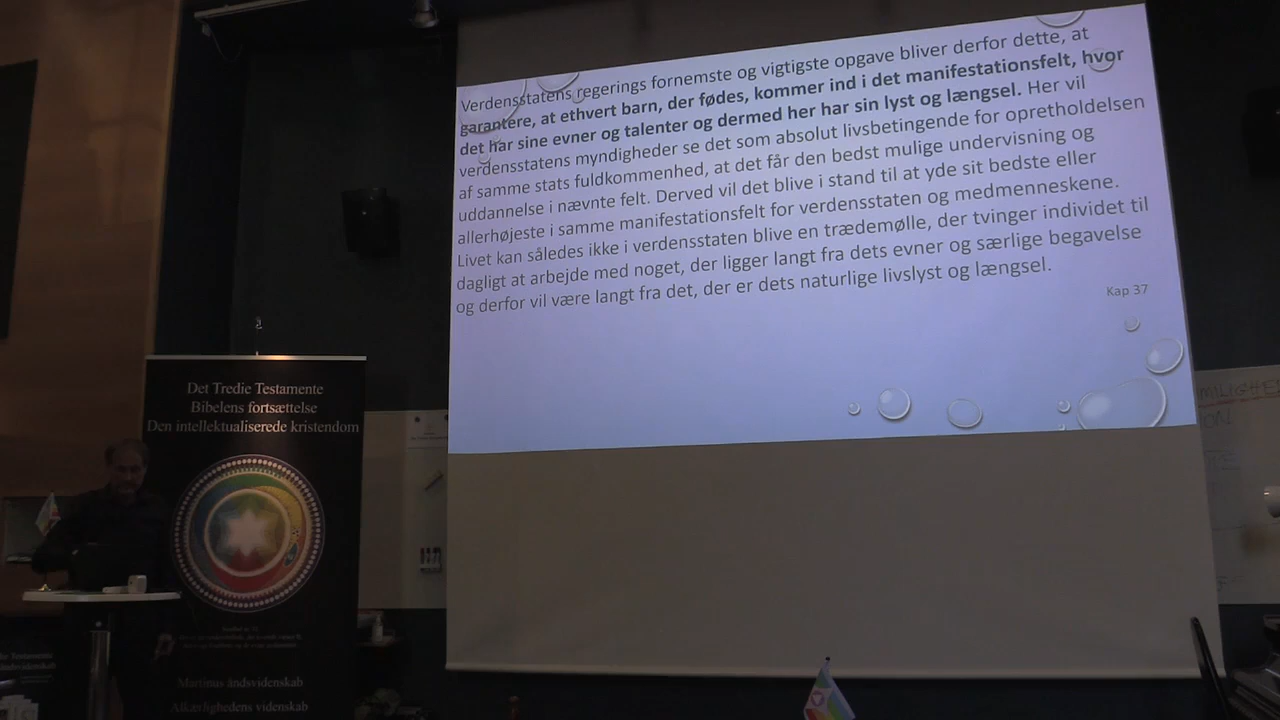 Verdensstatens regerings fornemste og vigtigste opgave bliver derfor dette, at
garantere, at ethvert barn, der fødes, kommer ind i det manifestationsfelt, hvor
det har sine evner og talenter og dermed her har sin lyst og længsel. Her vil
verdensstatens myndigheder se det som absolut livsbetingende for opretholdelsen
af samme stats fuldkommenhed, at det får den bedst mulige undervisning og
uddannelse i nævnte felt. Derved vil det blive i stand til at yde sit bedste eller
allerhøjeste i samme manifestationsfelt for verdensstaten og medmenneskene.
Livet kan således ikke i verdensstaten blive en trædemølle, der tvinger individet til
dagligt at arbejde med noget, der ligger langt fra dets evner og særlige begavelse
og derfor vil være langt fra det, der er dets naturlige livslyst og længsel.
Kap 37
Det Tredie Testamente
Bibelens fortsættelse
Den intellektualiserede kristendom
Martinus åndsvidenskab
Alkærlighedens videnskab